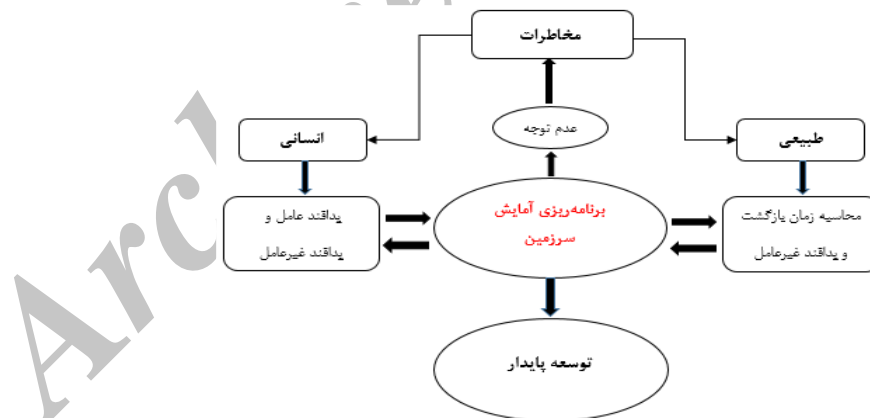 مخاطرات
عدم توجه
انسانی
طبیعی
برنامه‌ریزی آمایش
سرزمین
پدافند عامل و
پدافند غیرعامل
محاسبه زمان بازگشت
و پدافند غیرعامل
توسعه پایدار